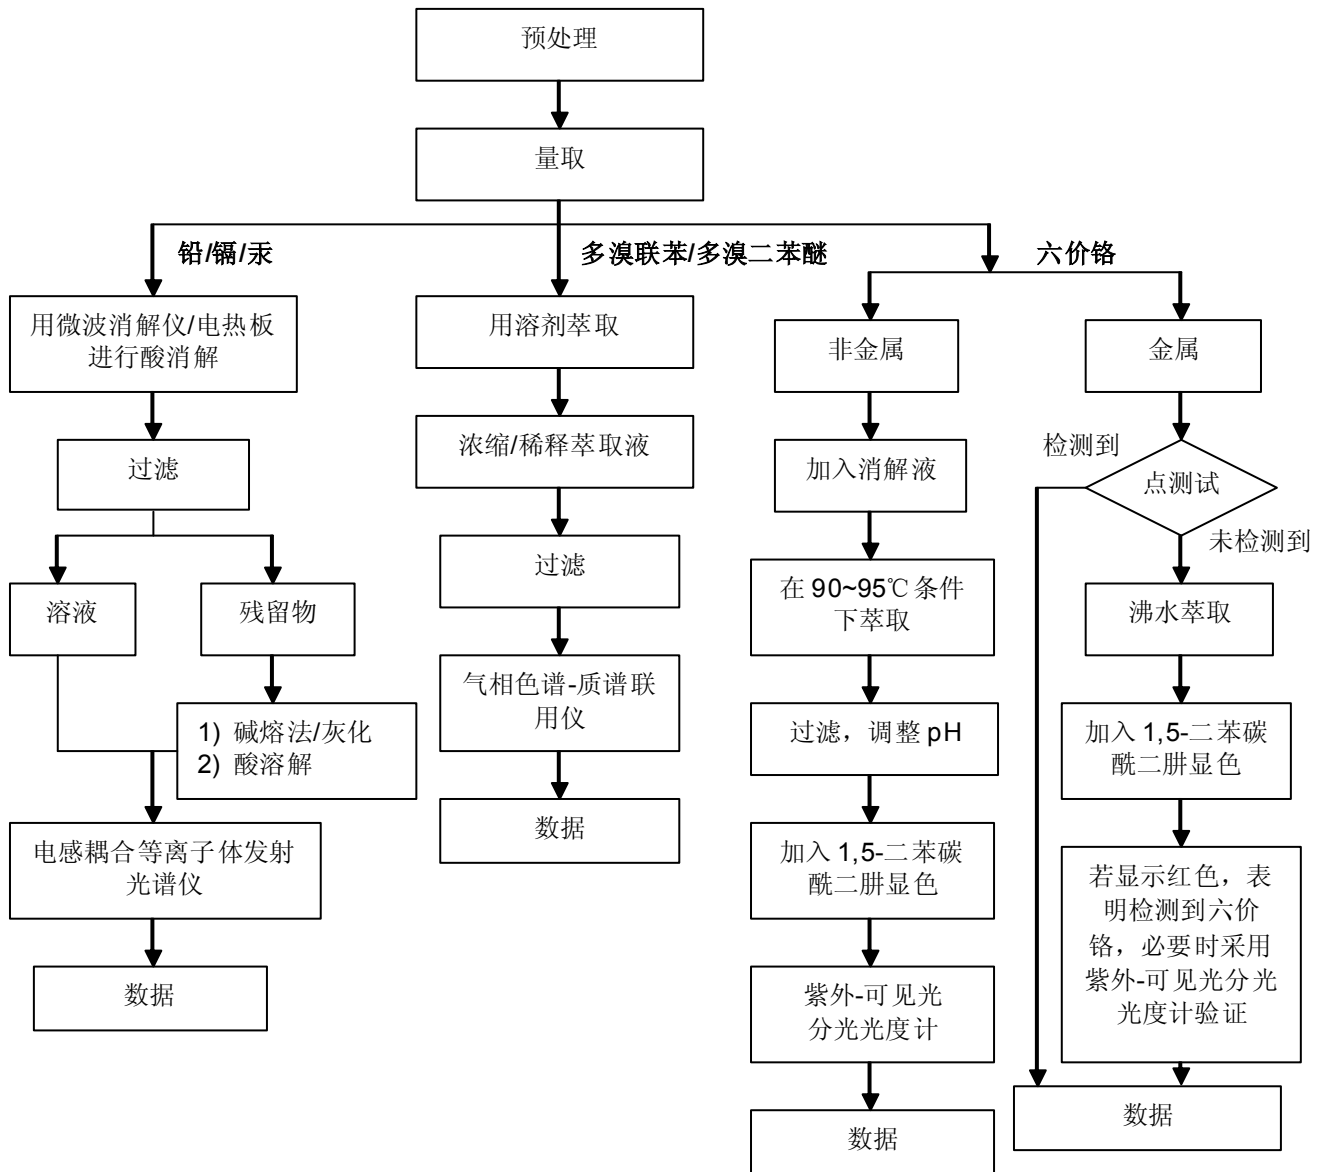 预处理
量取
铅/镉/汞
多溴联苯/多溴二苯醚
六价铬
用微波消解仪/电热板
进行酸消解
过滤
溶液
残留物
1) 碱熔法/灰化
2) 酸溶解
电感耦合等离子体发射
光谱仪
数据
用溶剂萃取
浓缩/稀释萃取液
过滤
气相色谱-质谱联
用仪
数据
非金属
加入消解液
在 90~95℃ 条件
下萃取
过滤，调整 pH
加入 1,5-二苯碳
酰二肼显色
紫外-可见光
分光光度计
数据
金属
检测到
点测试
未检测到
沸水萃取
加入 1,5-二苯碳
酰二肼显色
若显示红色，表
明检测到六价
铬，必要时采用
紫外-可见光分光
光度计验证
数据